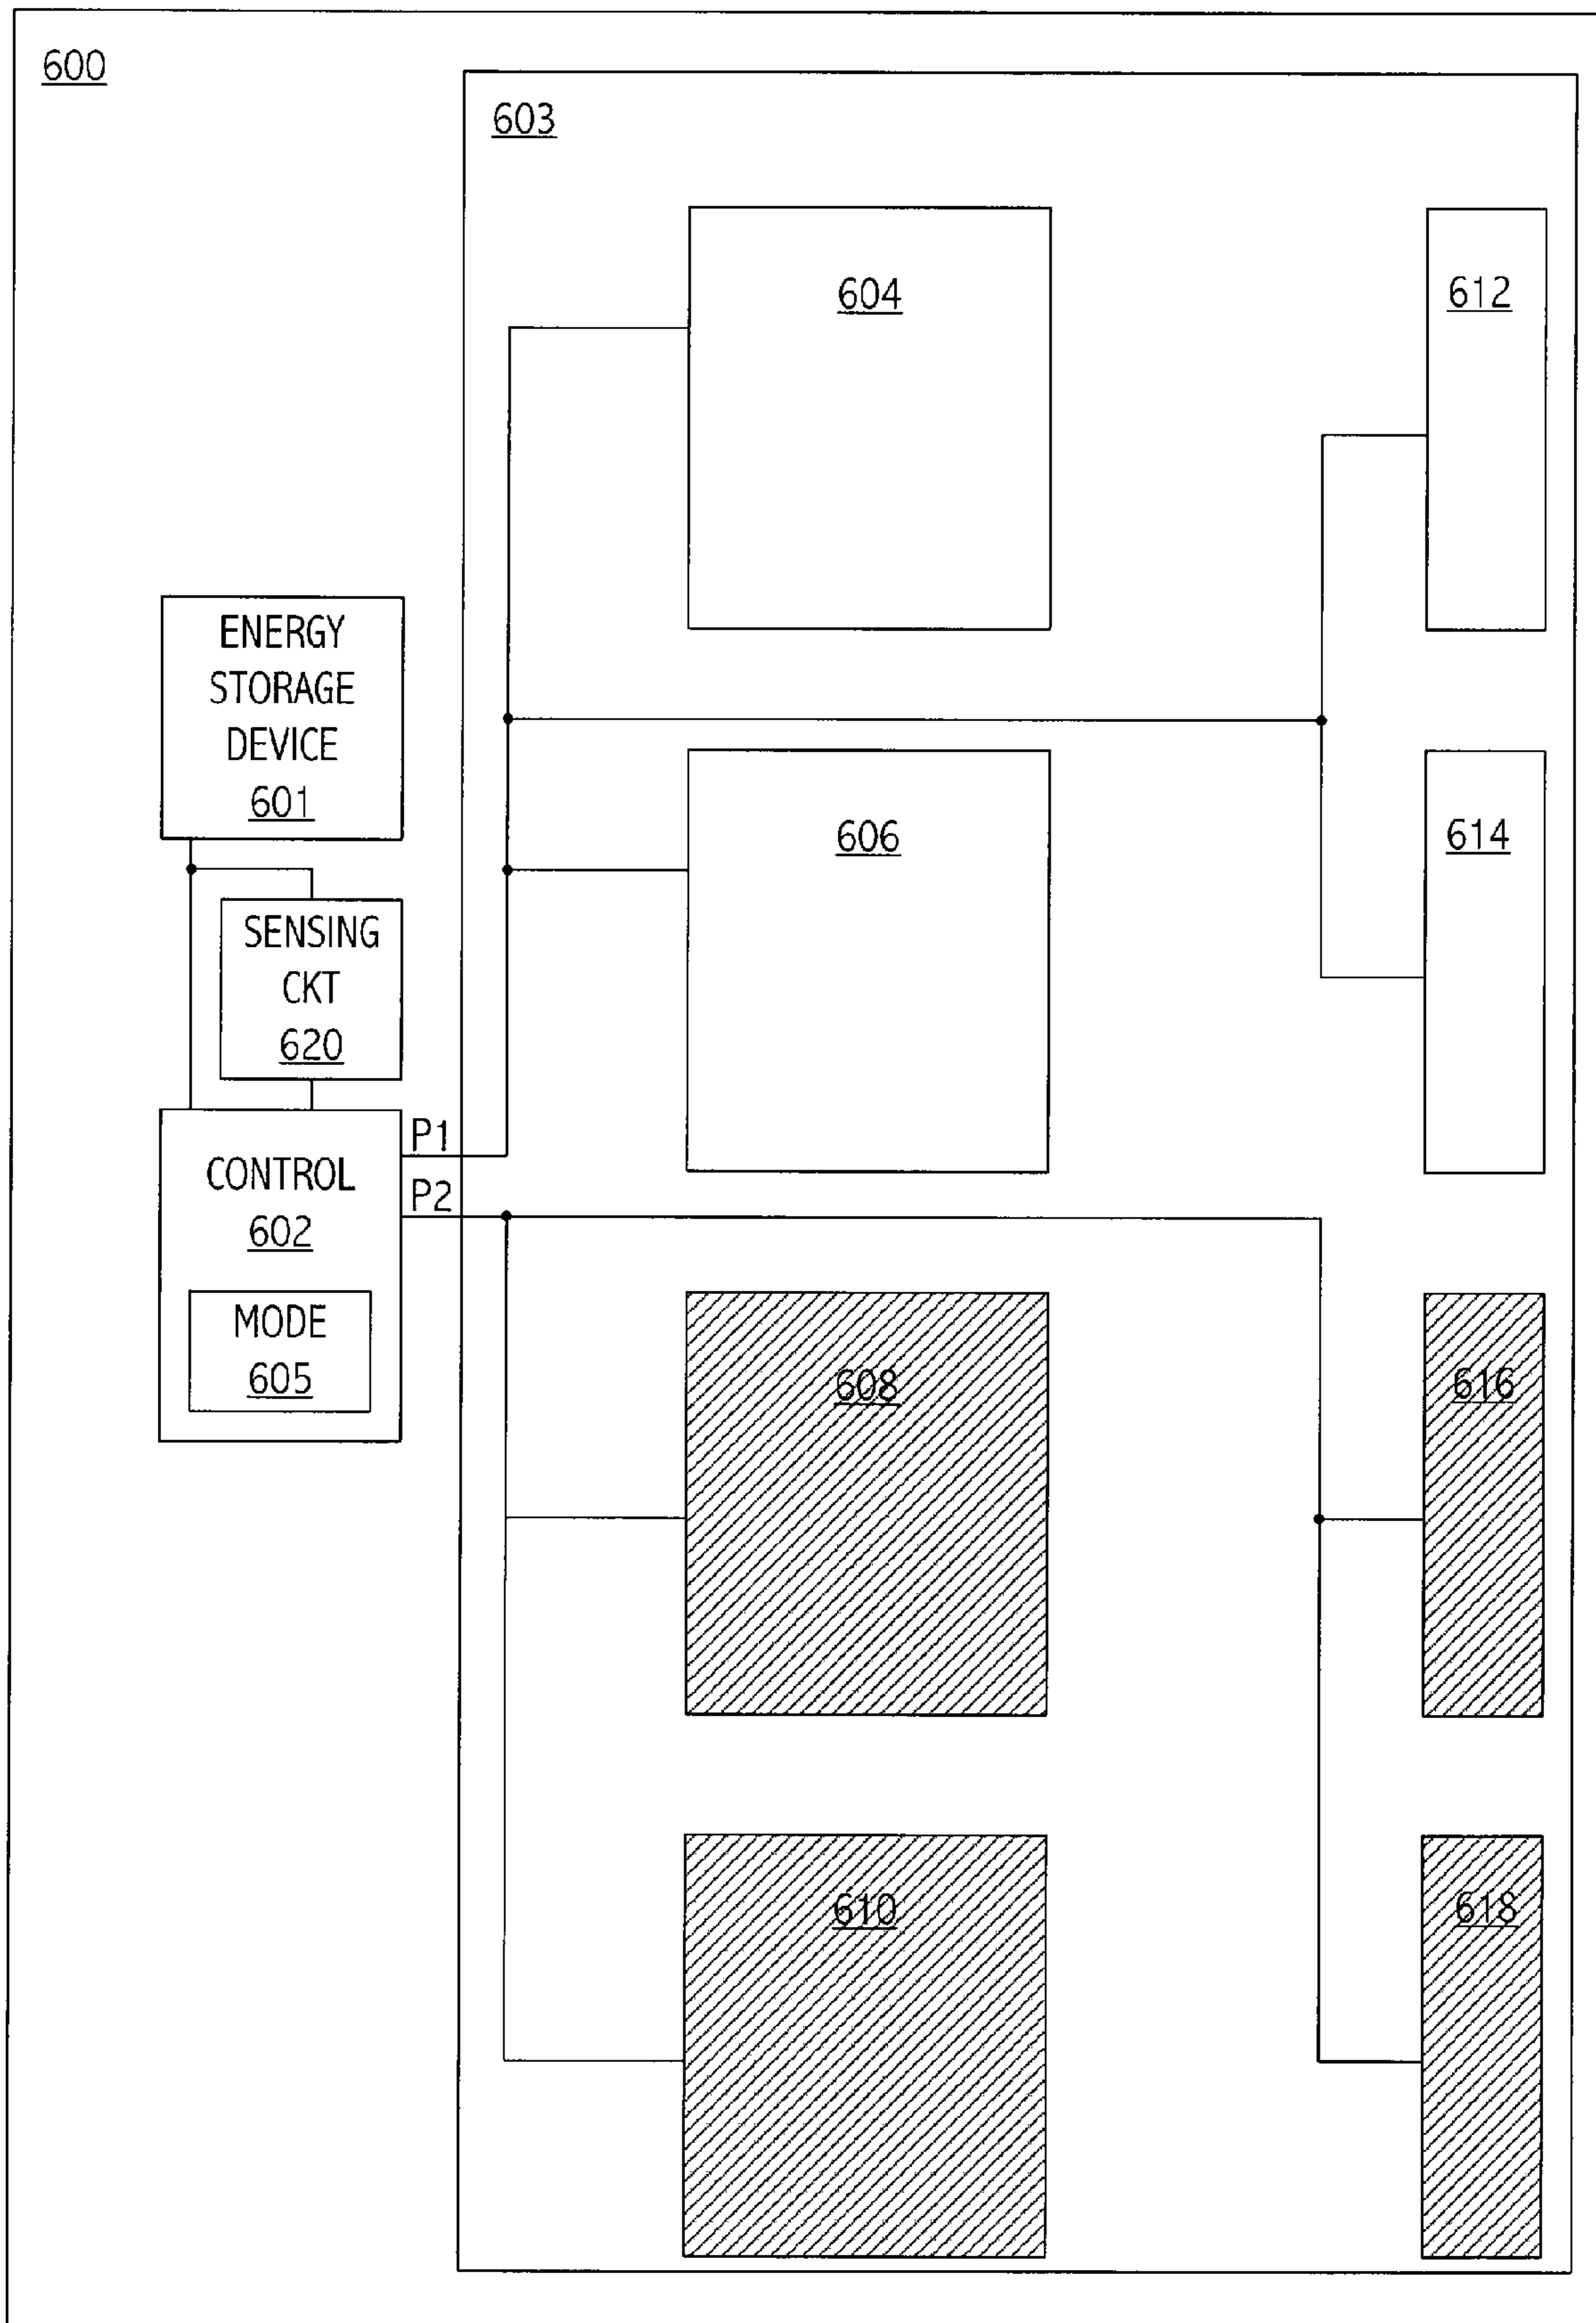 600
603
604
612
ENERGY
STORAGE
DEVICE
601
606
614
SENSING
CKT
620
P1
CONTROL
P2
602
MODE
605
608
616
610
618